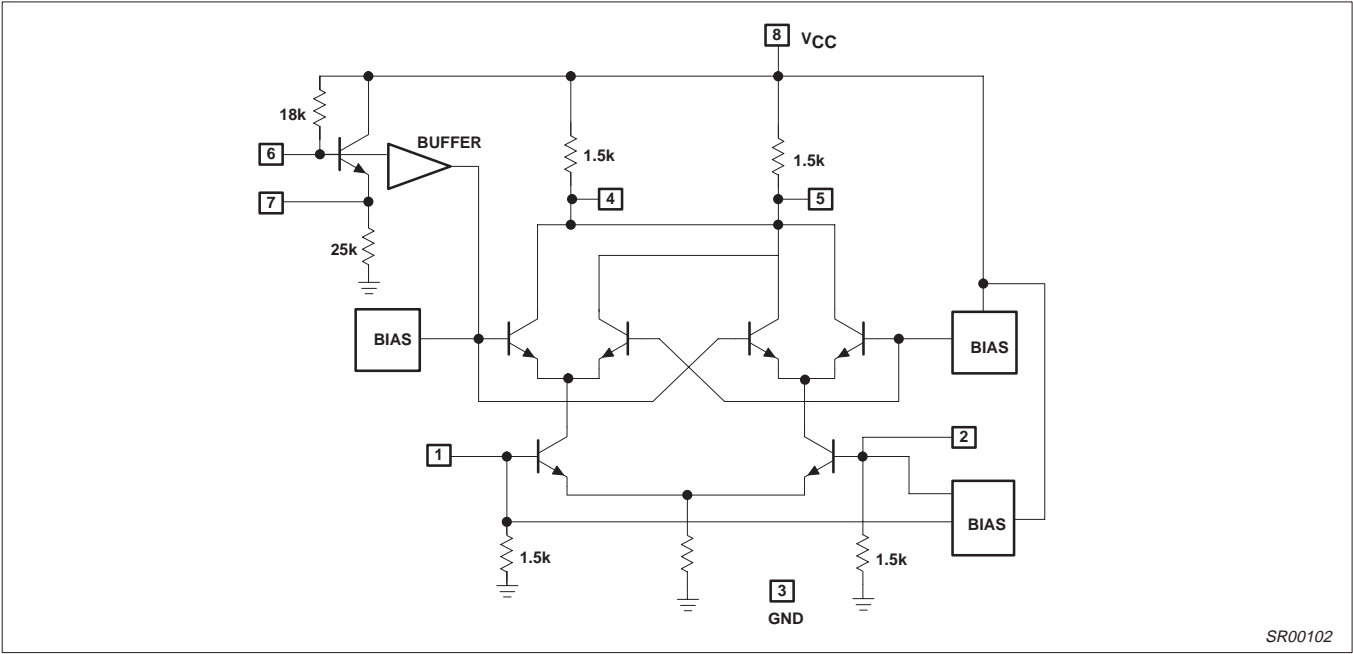 8 VCC
18k
BUFFER
6
1.5k
1.5k
7
4
5
25k
BIAS
BIAS
1
2
BIAS
1.5k
1.5k
3
GND
SR00102